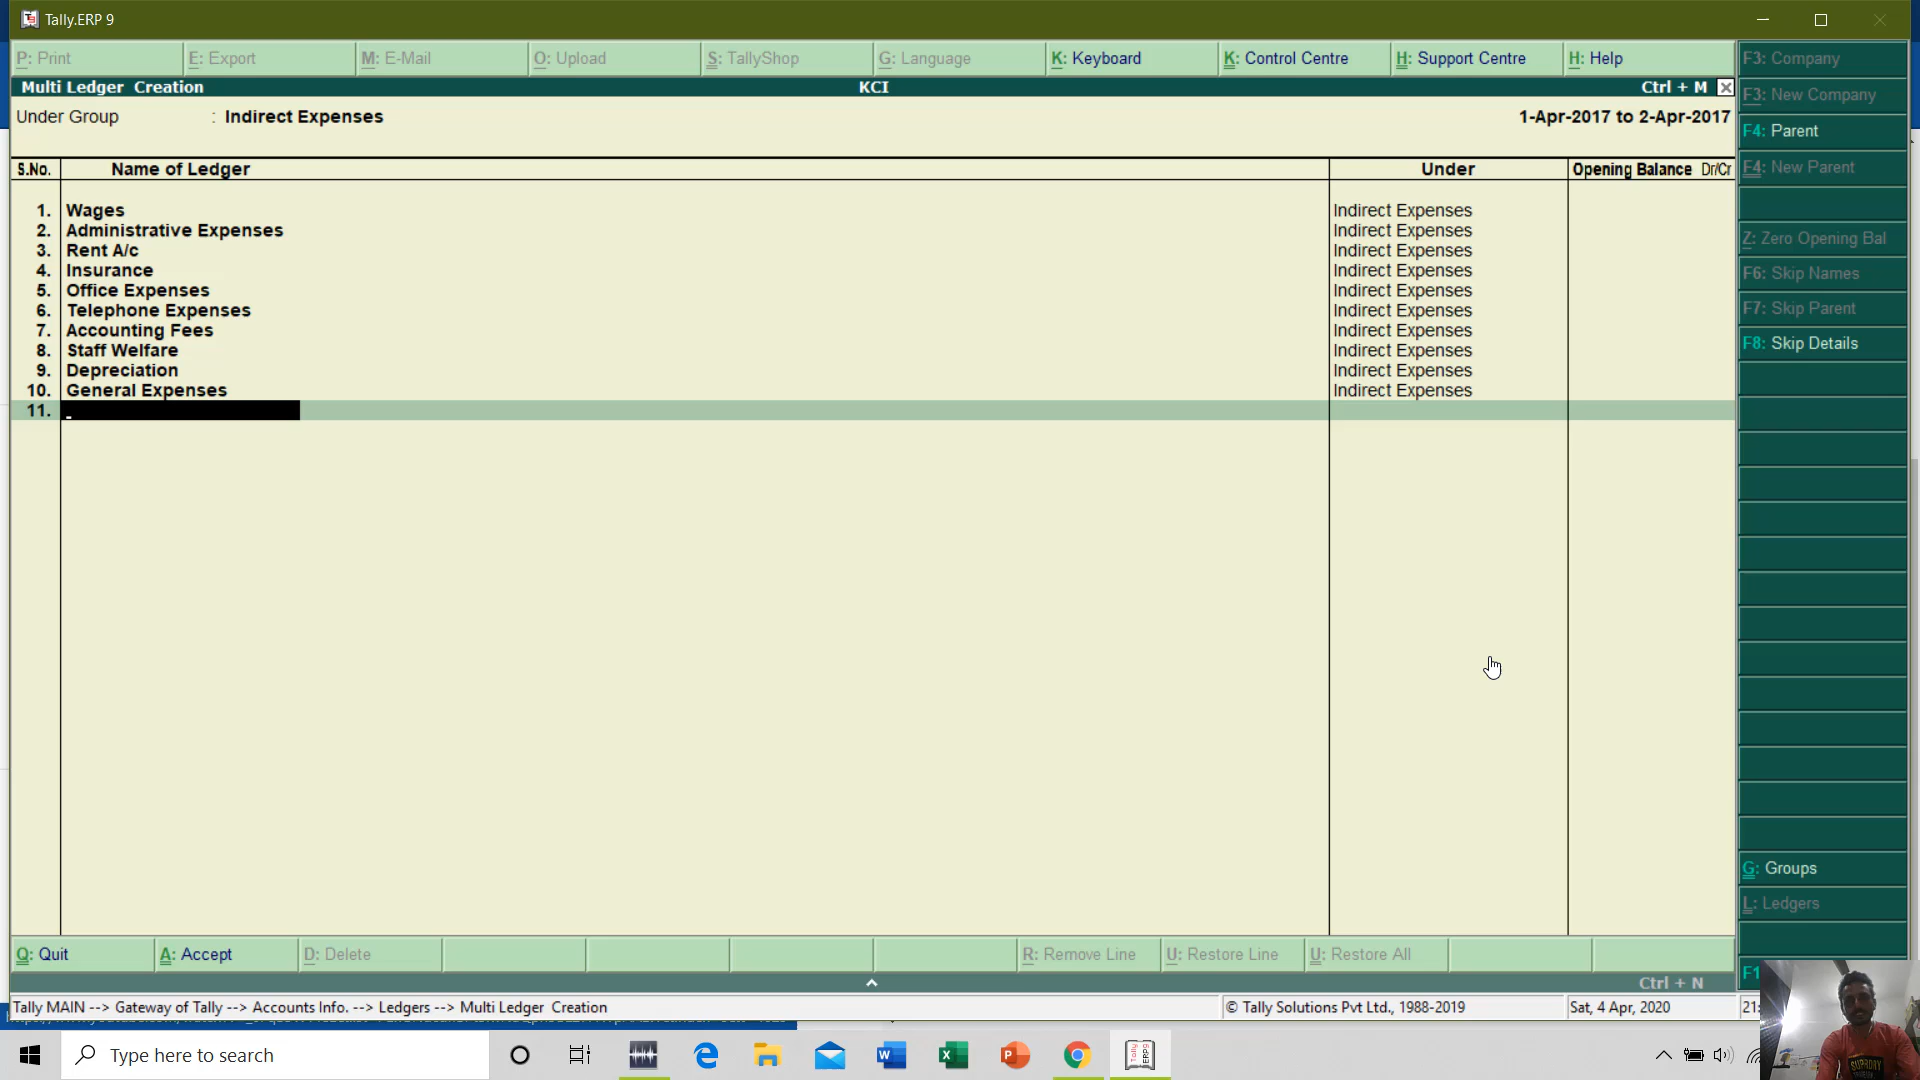 Tally.ERP 9
P: Print E: Export M: E-Mail O: Upload S: TallyShop G: Language K: Keyboard K: Control Centre H: Support Centre H: Help
Multi Ledger Creation KCI Ctrl + M
Under Group : Indirect Expenses 1-Apr-2017 to 2-Apr-2017
S.No. Name of Ledger Under Opening Balance Dr/Cr
1. Wages Indirect Expenses
2. Administrative Expenses Indirect Expenses
3. Rent A/c Indirect Expenses
4. Insurance Indirect Expenses
5. Office Expenses Indirect Expenses
6. Telephone Expenses Indirect Expenses
7. Accounting Fees Indirect Expenses
8. Staff Welfare Indirect Expenses
9. Depreciation Indirect Expenses
10. General Expenses Indirect Expenses
11.
F3: Company
F3: New Company
F4: Parent
F4: New Parent
Z: Zero Opening Bal
F6: Skip Names
F7: Skip Parent
F8: Skip Details
G: Groups
L: Ledgers
F1
Q: Quit A: Accept D: Delete R: Remove Line U: Restore Line U: Restore All
Ctrl + N
Tally MAIN --> Gateway of Tally --> Accounts Info. --> Ledgers --> Multi Ledger Creation © Tally Solutions Pvt Ltd., 1988-2019 Sat, 4 Apr, 2020 21:
Type here to search